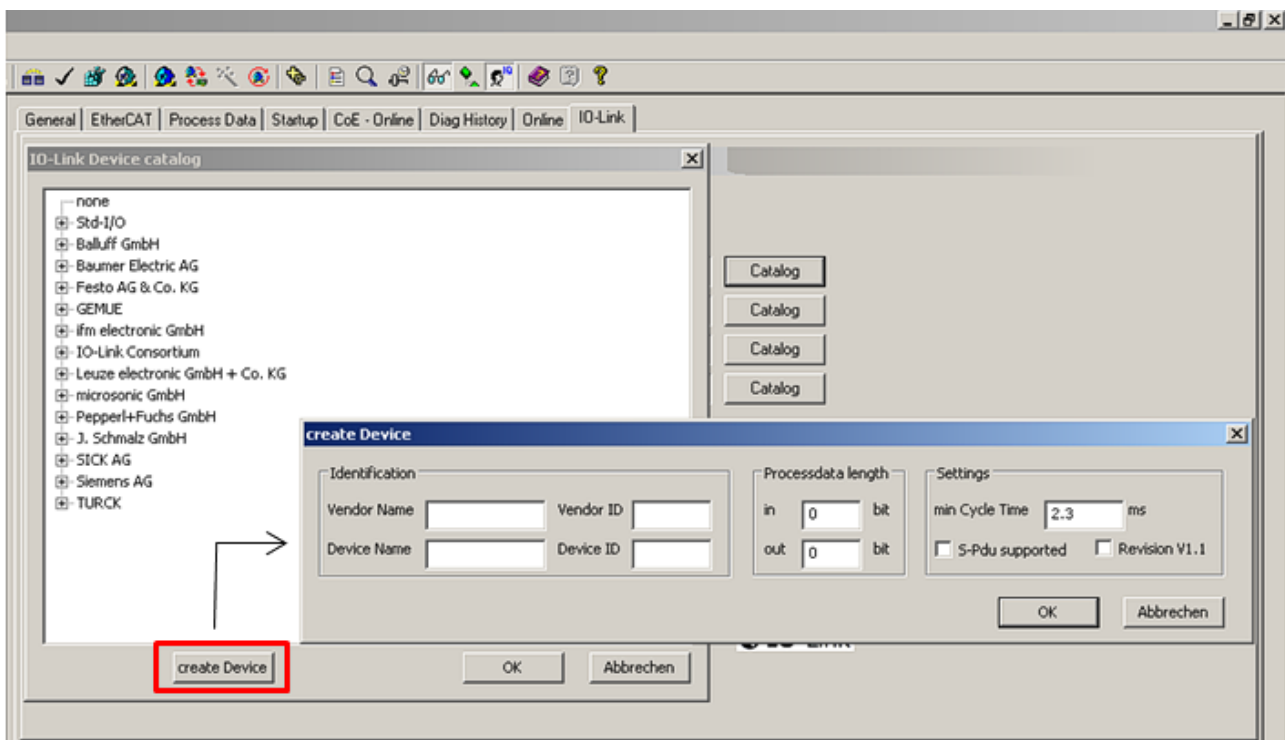 General EtherCAT Process Data Startup CoE - Online Diag History Online IO-Link
IO-Link Device catalog
none
Std-I/O
Balluff GmbH
Baumer Electric AG
Festo AG & Co. KG
GEMUE
ifm electronic GmbH
IO-Link Consortium
Leuze electronic GmbH + Co. KG
microsonic GmbH
Pepperl+Fuchs GmbH
J. Schmalz GmbH
SICK AG
Siemens AG
TURCK
create Device
OK
Abbrechen
Catalog
Catalog
Catalog
Catalog
create Device
Identification
Vendor Name
Vendor ID
Device Name
Device ID
Processdata length
in 0 bit
out 0 bit
Settings
min Cycle Time 2.3 ms
S-Pdu supported
Revision V1.1
OK
Abbrechen